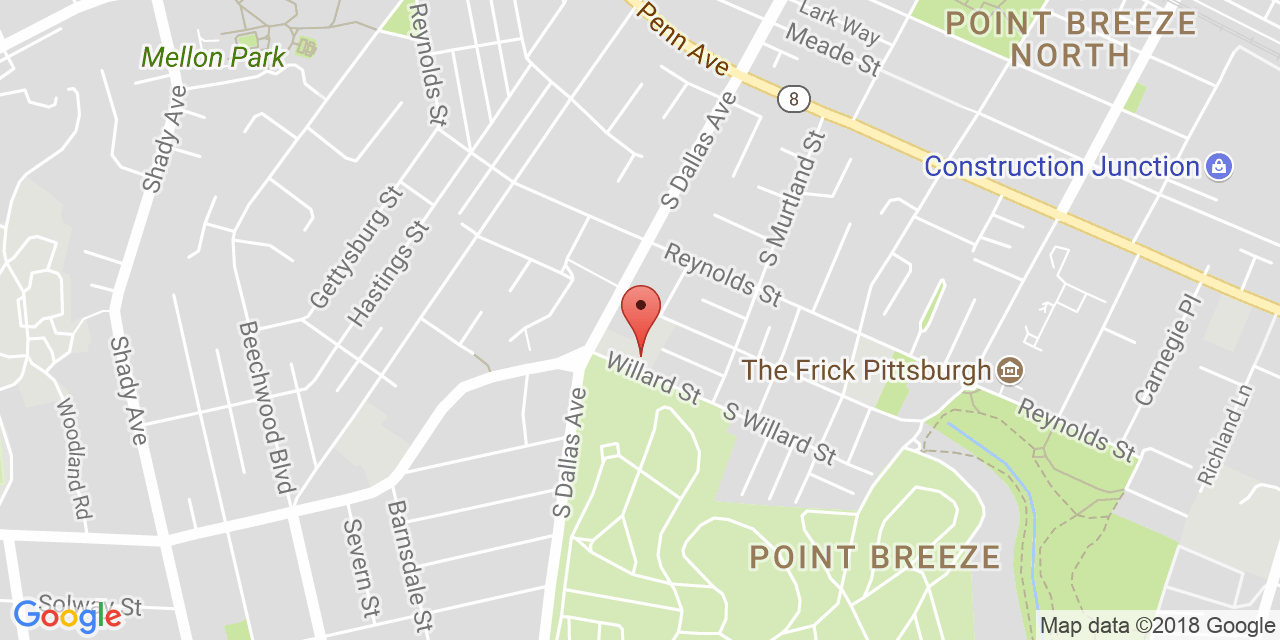 Reynolds St
Penn Ave
Lark Way
Meade St
POINT BREEZE
NORTH
Mellon Park
8
Shady Ave
S Dallas Ave
Construction Junction
S Murtland St
Gettysburg St
Hastings St
Reynolds St
Carnegie Pl
Beechwood Blvd
Shady Ave
Willard St
The Frick Pittsburgh
S Willard St
Reynolds St
Richland Ln
Woodland Rd
S Dallas Ave
Barnsdale St
Severn St
POINT BREEZE
Solway St
Google
Map data ©2018 Google